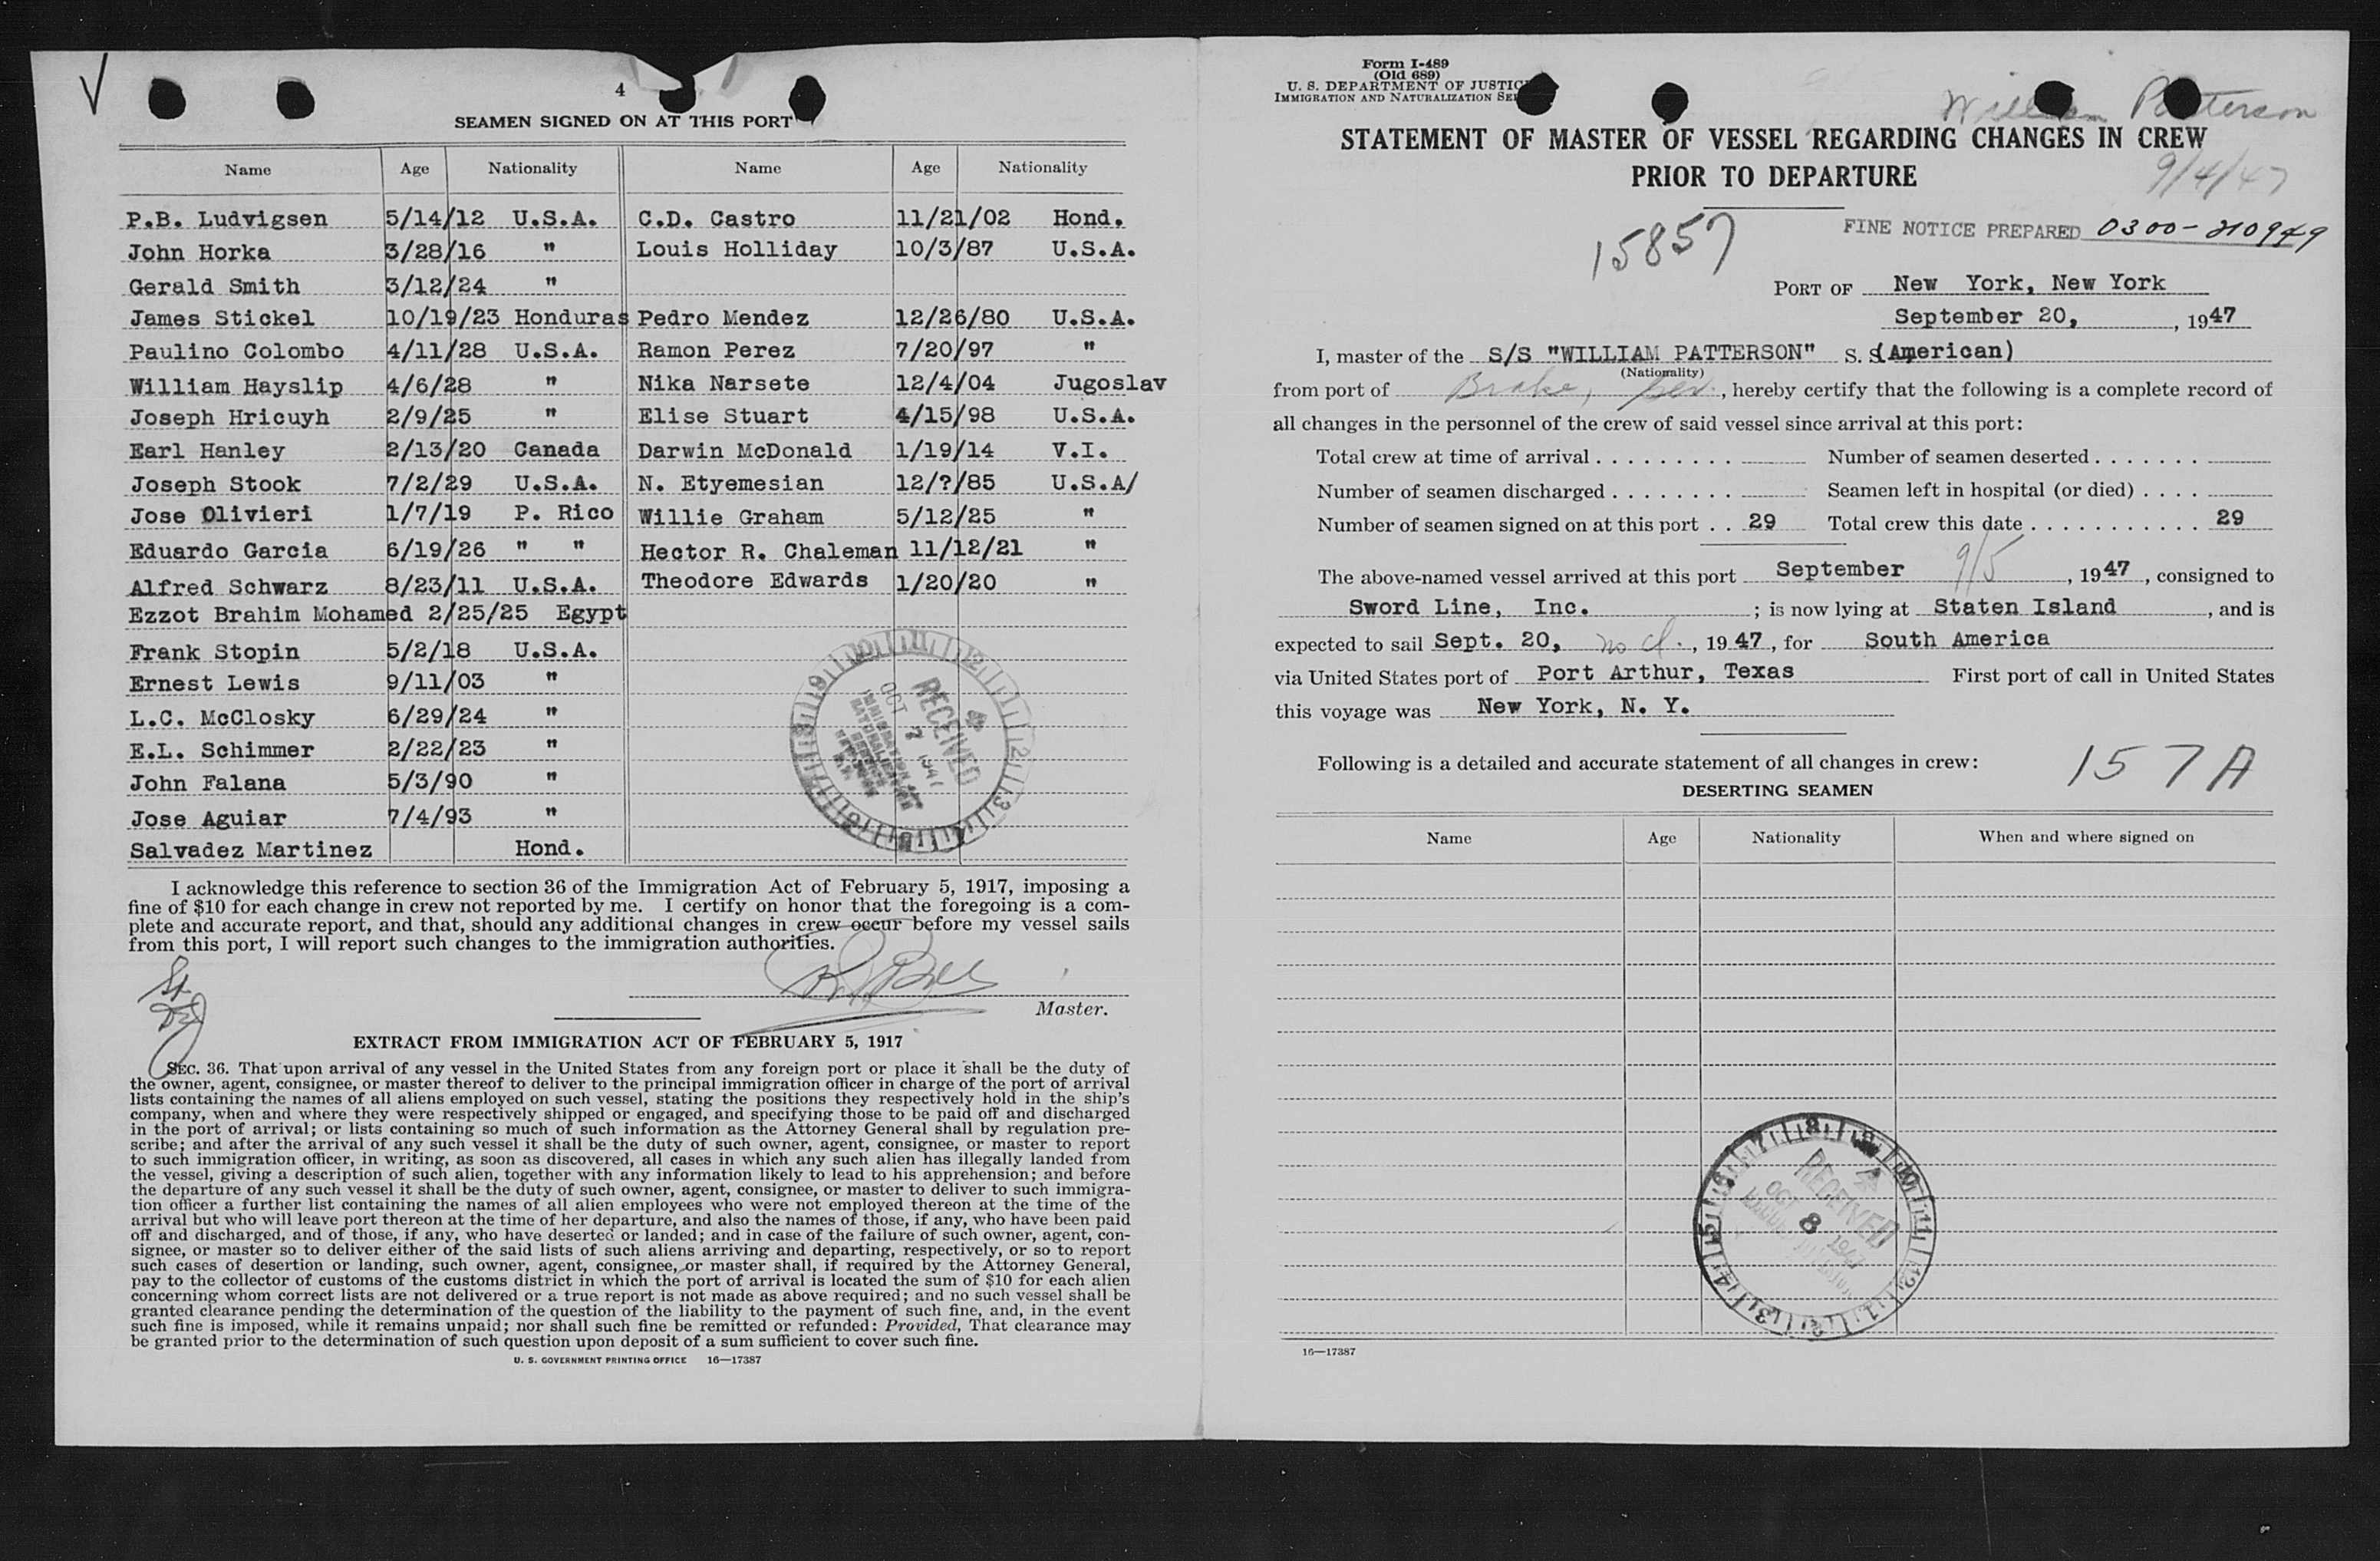 4
SEAMEN SIGNED ON AT THIS PORT
Name Age Nationality Name Age Nationality
P.B. Ludvigsen 5/14/12 U.S.A. C.D. Castro 11/21/02 Hond.
John Horka 3/28/16 " Louis Holliday 10/3/87 U.S.A.
Gerald Smith 3/12/24 "
James Stickel 10/19/23 Honduras Pedro Mendez 12/26/80 U.S.A.
Paulino Colombo 4/11/28 U.S.A. Ramon Perez 7/20/97 "
William Hayslip 4/6/28 " Nika Narsete 12/4/04 Jugoslav
Joseph Hricuyh 2/9/25 " Elise Stuart 4/15/98 U.S.A.
Earl Hanley 2/13/20 Canada Darwin McDonald 1/19/14 V.I.
Joseph Stook 7/2/29 U.S.A. N. Etyemesian 12/?/85 U.S.A/
Jose Olivieri 1/7/19 P. Rico Willie Graham 5/12/25 "
Eduardo Garcia 6/19/26 " " Hector R. Chaleman 11/12/21 "
Alfred Schwarz 8/23/11 U.S.A. Theodore Edwards 1/20/20 "
Ezzot Brahim Mohamed 2/25/25 Egypt
Frank Stopin 5/2/18 U.S.A.
Ernest Lewis 9/11/03 "
L.C. McClosky 6/29/24 "
E.L. Schimmer 2/22/23 "
John Falana 5/3/90 "
Jose Aguiar 7/4/93 "
Salvadez Martinez Hond.
RECEIVED
OCT 7 1947
I acknowledge this reference to section 36 of the Immigration Act of February 5, 1917, imposing a
fine of $10 for each change in crew not reported by me. I certify on honor that the foregoing is a com-
plete and accurate report, and that, should any additional changes in crew occur before my vessel sails
from this port, I will report such changes to the immigration authorities.
Master.
EXTRACT FROM IMMIGRATION ACT OF FEBRUARY 5, 1917
SEC. 36. That upon arrival of any vessel in the United States from any foreign port or place it shall be the duty of
the owner, agent, consignee, or master thereof to deliver to the principal immigration officer in charge of the port of arrival
lists containing the names of all aliens employed on such vessel, stating the positions they respectively hold in the ship's
company, when and where they were respectively shipped or engaged, and specifying those to be paid off and discharged
in the port of arrival; or lists containing so much of such information as the Attorney General shall by regulation pre-
scribe; and after the arrival of any such vessel it shall be the duty of such owner, agent, consignee, or master to report
to such immigration officer, in writing, as soon as discovered, all cases in which any such alien has illegally landed from
the vessel, giving a description of such alien, together with any information likely to lead to his apprehension; and before
the departure of any such vessel it shall be the duty of such owner, agent, consignee, or master to deliver to such immigra-
tion officer a further list containing the names of all alien employees who were not employed thereon at the time of the
arrival but who will leave port thereon at the time of her departure, and also the names of those, if any, who have been paid
off and discharged, and of those, if any, who have deserted or landed; and in case of the failure of such owner, agent, con-
signee, or master so to deliver either of the said lists of such aliens arriving and departing, respectively, or so to report
such cases of desertion or landing, such owner, agent, consignee, or master shall, if required by the Attorney General,
pay to the collector of customs of the customs district in which the port of arrival is located the sum of $10 for each alien
concerning whom correct lists are not delivered or a true report is not made as above required; and no such vessel shall be
granted clearance pending the determination of the question of the liability to the payment of such fine, and, in the event
such fine is imposed, while it remains unpaid; nor shall such fine be remitted or refunded: Provided, That clearance may
be granted prior to the determination of such question upon deposit of a sum sufficient to cover such fine.
U. S. GOVERNMENT PRINTING OFFICE 16—17387
Form I-489
(Old 689)
U. S. DEPARTMENT OF JUSTICE
IMMIGRATION AND NATURALIZATION
William Patterson
STATEMENT OF MASTER OF VESSEL REGARDING CHANGES IN CREW
PRIOR TO DEPARTURE
9/4/47
FINE NOTICE PREPARED 0300-210949
15857
PORT OF New York, New York
September 20, , 1947
I, master of the S/S "WILLIAM PATTERSON" S. S. (American)
(Nationality)
from port of Brake, Ger. , hereby certify that the following is a complete record of
all changes in the personnel of the crew of said vessel since arrival at this port:
Total crew at time of arrival . . . . . . . . . . Number of seamen deserted . . . . . . .
Number of seamen discharged . . . . . . . . Seamen left in hospital (or died) . . . .
Number of seamen signed on at this port . . 29 Total crew this date . . . . . . . . . . . . 29
The above-named vessel arrived at this port September 9/5 , 1947 , consigned to
Sword Line, Inc. ; is now lying at Staten Island , and is
expected to sail Sept. 20, no cl. , 1947 , for South America
via United States port of Port Arthur, Texas First port of call in United States
this voyage was New York, N. Y.
Following is a detailed and accurate statement of all changes in crew:
157A
DESERTING SEAMEN
Name Age Nationality When and where signed on
RECEIVED
OCT 8 1947
16—17387